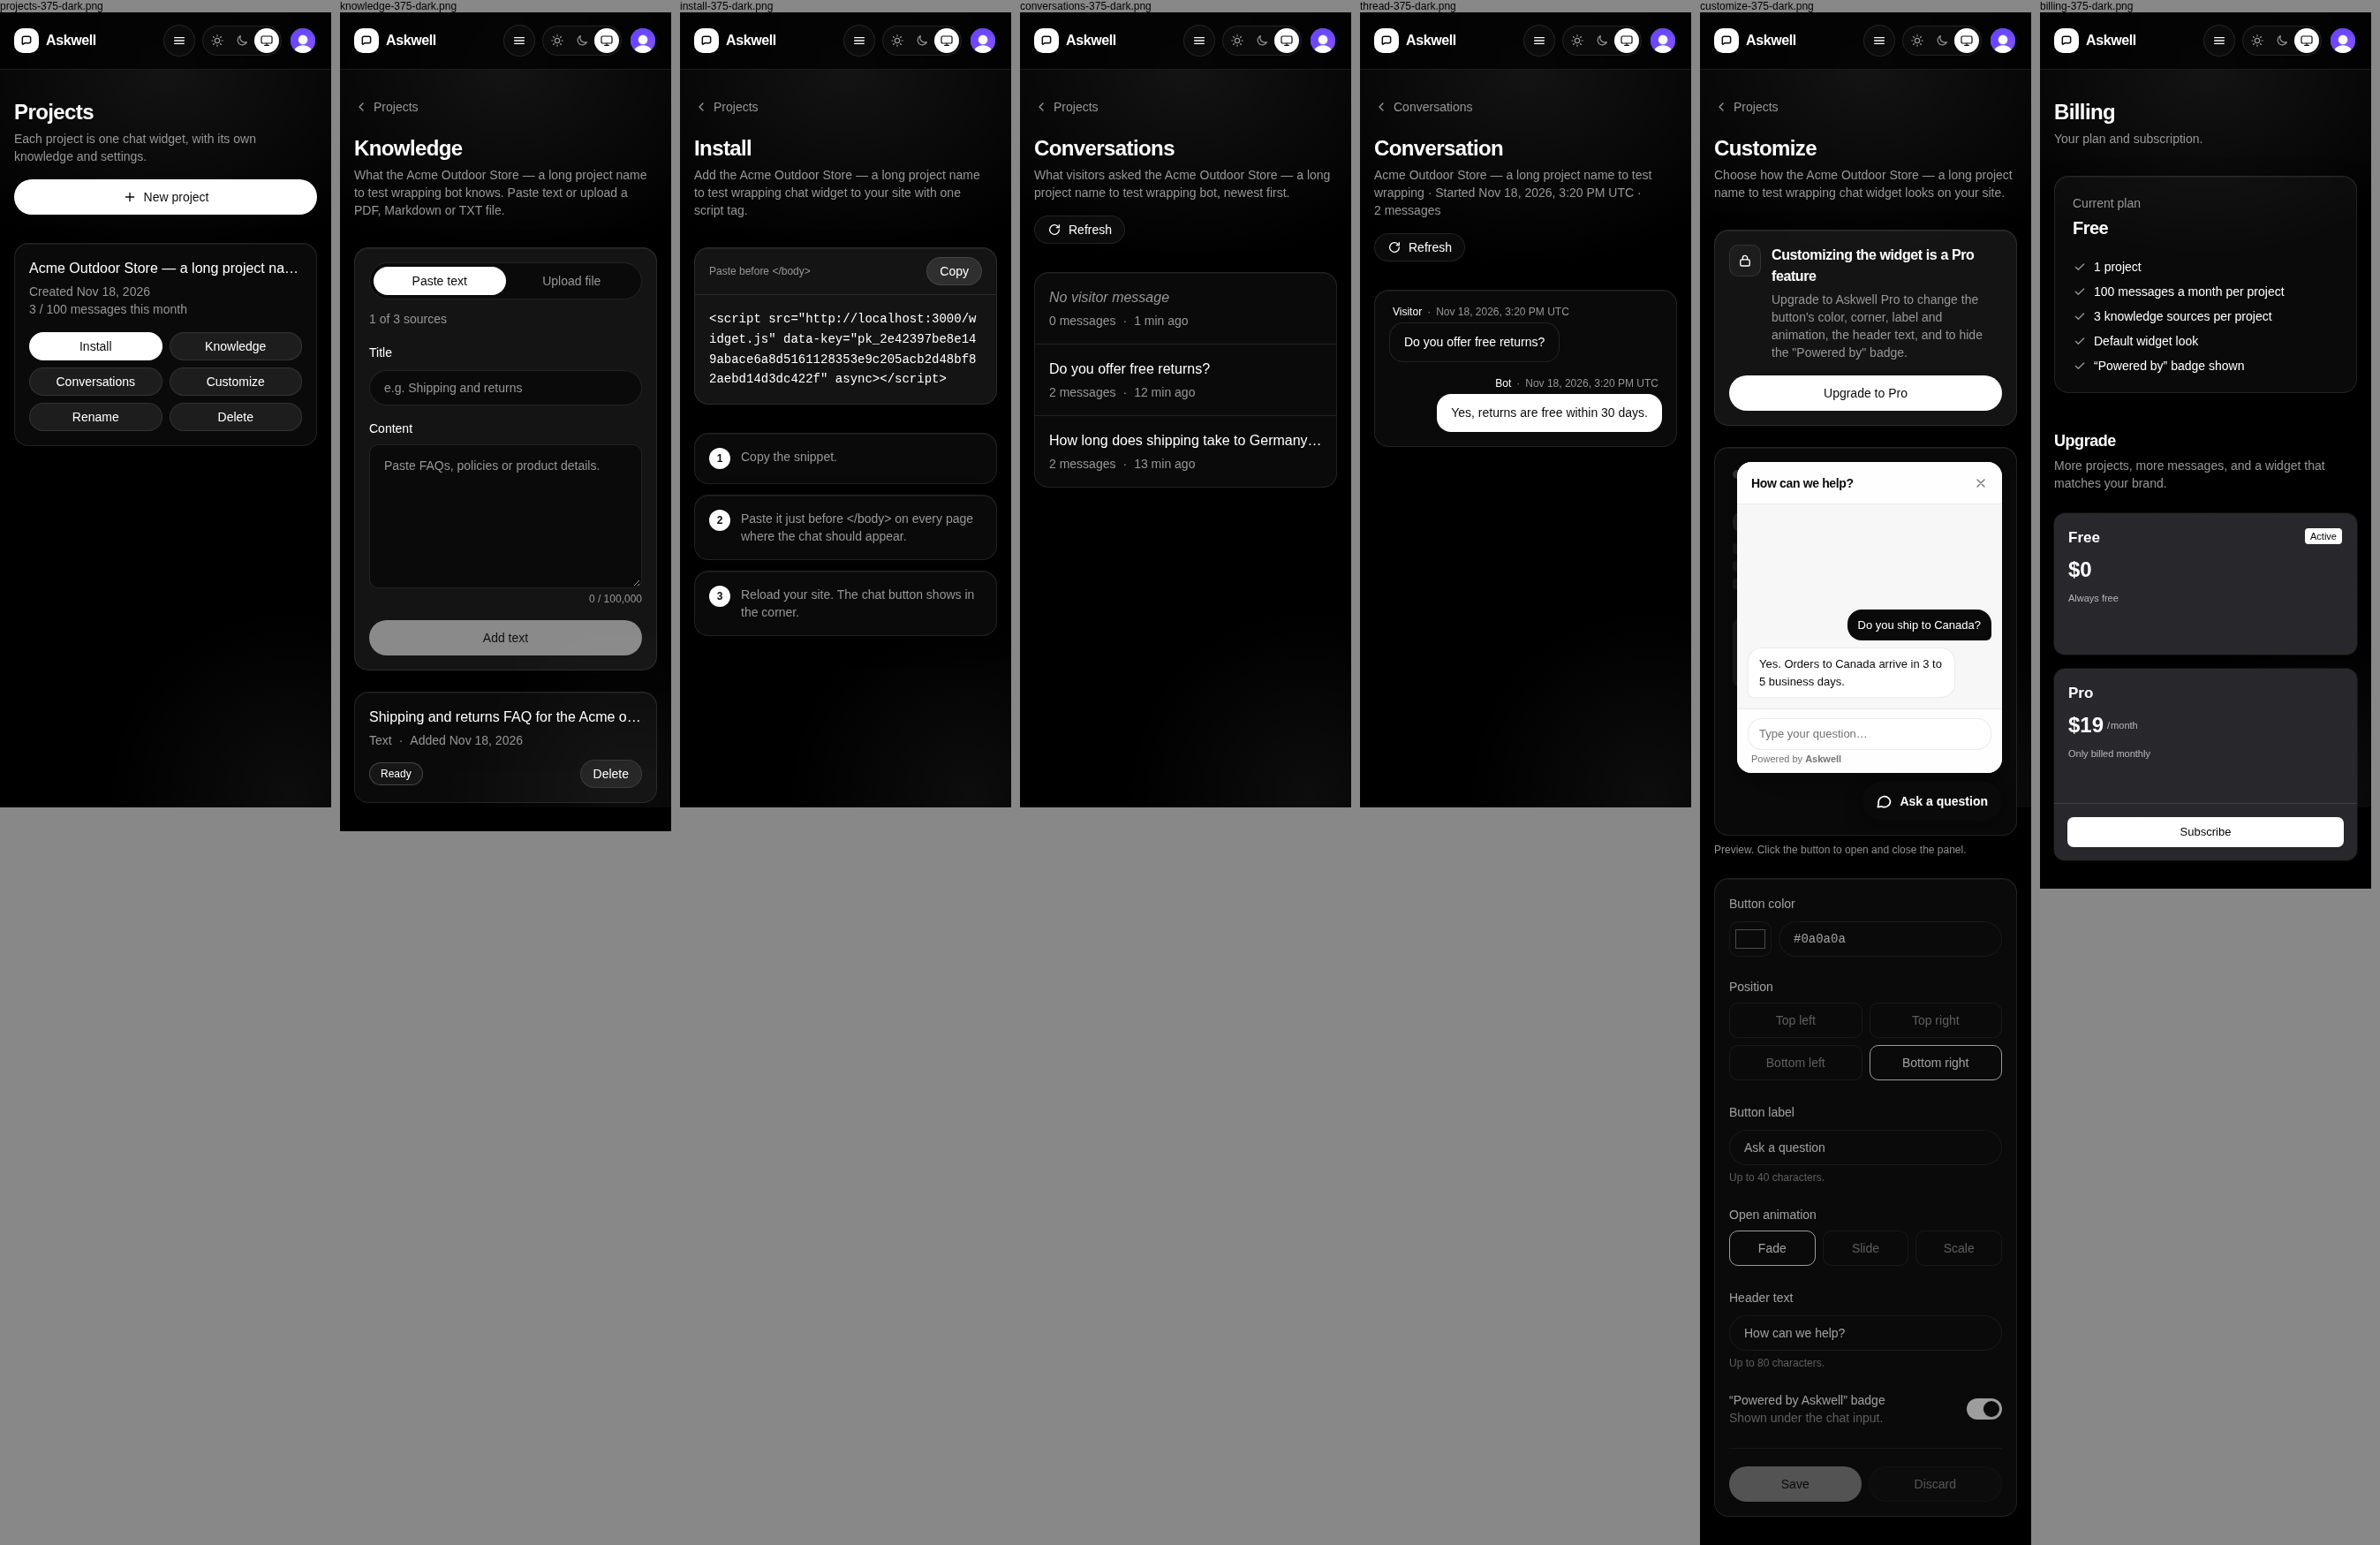 projects-375-dark.png
Askwell
Projects
Each project is one chat widget, with its own
knowledge and settings.
New project
Acme Outdoor Store — a long project na…
Created Nov 18, 2026
3 / 100 messages this month
Install
Knowledge
Conversations
Customize
Rename
Delete
knowledge-375-dark.png
Askwell
Projects
Knowledge
What the Acme Outdoor Store — a long project name
to test wrapping bot knows. Paste text or upload a
PDF, Markdown or TXT file.
Paste text
Upload file
1 of 3 sources
Title
e.g. Shipping and returns
Content
Paste FAQs, policies or product details.
0 / 100,000
Add text
Shipping and returns FAQ for the Acme o…
Text · Added Nov 18, 2026
Ready
Delete
install-375-dark.png
Askwell
Projects
Install
Add the Acme Outdoor Store — a long project name
to test wrapping chat widget to your site with one
script tag.
Paste before </body>
Copy
<script src="http://localhost:3000/w
idget.js" data-key="pk_2e42397be8e14
9abace6a8d5161128353e9c205acb2d48bf8
2aebd14d3dc422f" async></script>
1
Copy the snippet.
2
Paste it just before </body> on every page
where the chat should appear.
3
Reload your site. The chat button shows in
the corner.
conversations-375-dark.png
Askwell
Projects
Conversations
What visitors asked the Acme Outdoor Store — a long
project name to test wrapping bot, newest first.
Refresh
No visitor message
0 messages · 1 min ago
Do you offer free returns?
2 messages · 12 min ago
How long does shipping take to Germany…
2 messages · 13 min ago
thread-375-dark.png
Askwell
Conversations
Conversation
Acme Outdoor Store — a long project name to test
wrapping · Started Nov 18, 2026, 3:20 PM UTC ·
2 messages
Refresh
Visitor · Nov 18, 2026, 3:20 PM UTC
Do you offer free returns?
Bot · Nov 18, 2026, 3:20 PM UTC
Yes, returns are free within 30 days.
customize-375-dark.png
Askwell
Projects
Customize
Choose how the Acme Outdoor Store — a long project
name to test wrapping chat widget looks on your site.
Customizing the widget is a Pro
feature
Upgrade to Askwell Pro to change the
button's color, corner, label and
animation, the header text, and to hide
the "Powered by" badge.
Upgrade to Pro
How can we help?
Do you ship to Canada?
Yes. Orders to Canada arrive in 3 to
5 business days.
Type your question…
Powered by Askwell
Ask a question
Preview. Click the button to open and close the panel.
Button color
#0a0a0a
Position
Top left
Top right
Bottom left
Bottom right
Button label
Ask a question
Up to 40 characters.
Open animation
Fade
Slide
Scale
Header text
How can we help?
Up to 80 characters.
“Powered by Askwell” badge
Shown under the chat input.
Save
Discard
billing-375-dark.png
Askwell
Billing
Your plan and subscription.
Current plan
Free
1 project
100 messages a month per project
3 knowledge sources per project
Default widget look
“Powered by” badge shown
Upgrade
More projects, more messages, and a widget that
matches your brand.
Free
Active
$0
Always free
Pro
$19 /month
Only billed monthly
Subscribe